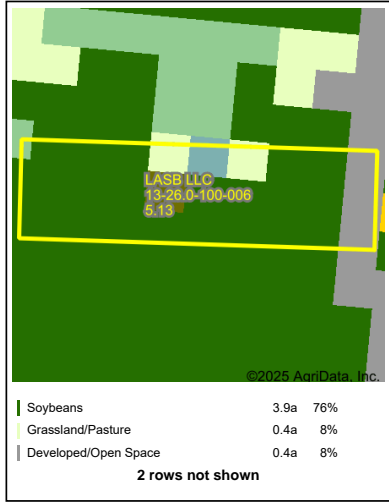 LASB LLC
13-26.0-100-006
5.13
©2025 AgriData, Inc.
Soybeans 3.9a 76%
Grassland/Pasture 0.4a 8%
Developed/Open Space 0.4a 8%
2 rows not shown